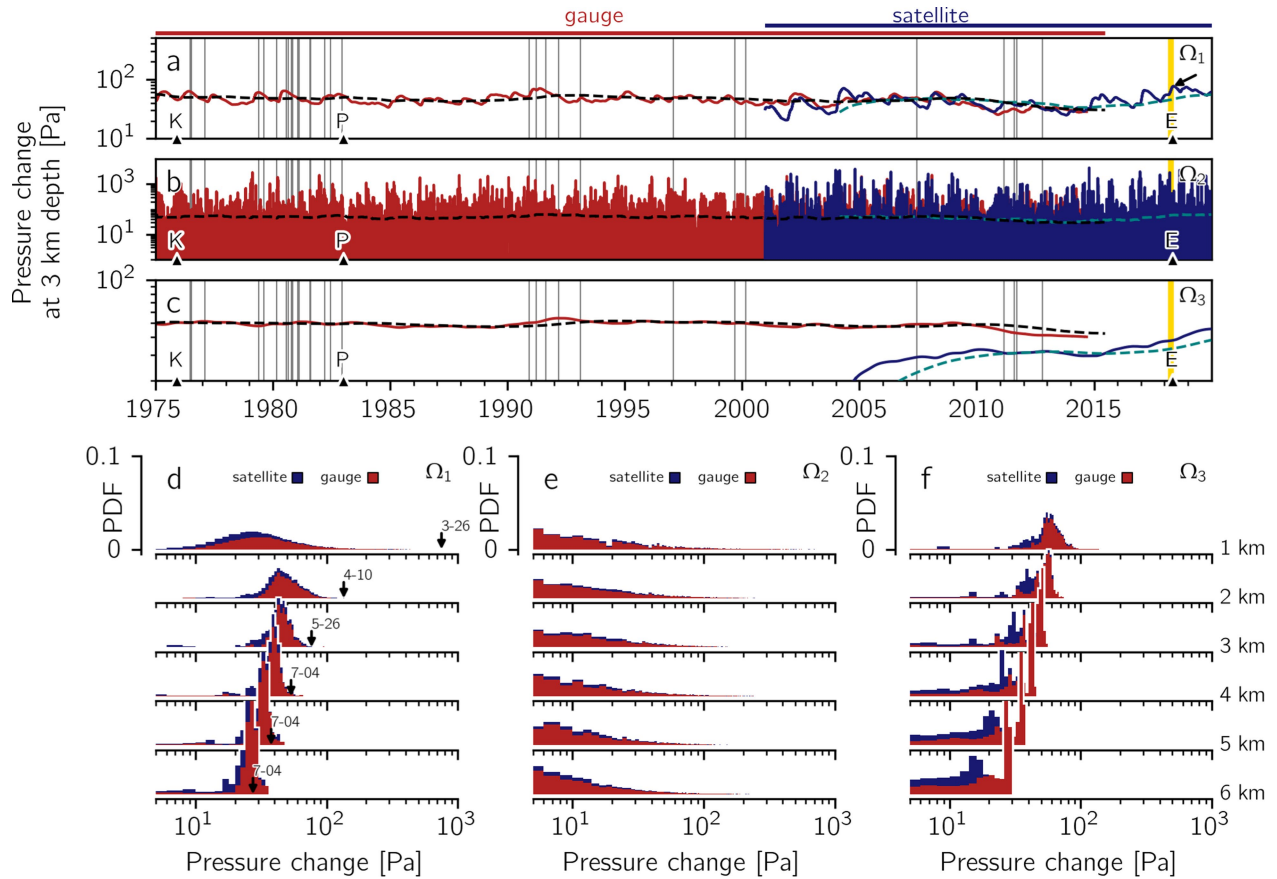 gauge satellite
Pressure change
at 3 km depth [Pa]
a Ω1
10^2
10^1
K P E
b Ω2
10^3
10^1
K P E
c Ω3
10^2
K P E
1975 1980 1985 1990 1995 2000 2005 2010 2015
0.1 0.1 0.1
d satellite gauge Ω1
e satellite gauge Ω2
f satellite gauge Ω3
PDF PDF PDF
3-26
0 0 0 1 km
4-10
2 km
5-26
3 km
7-04
4 km
7-04
5 km
7-04
6 km
10^1 10^2 10^3 10^1 10^2 10^1 10^2 10^3
Pressure change [Pa] Pressure change [Pa] Pressure change [Pa]